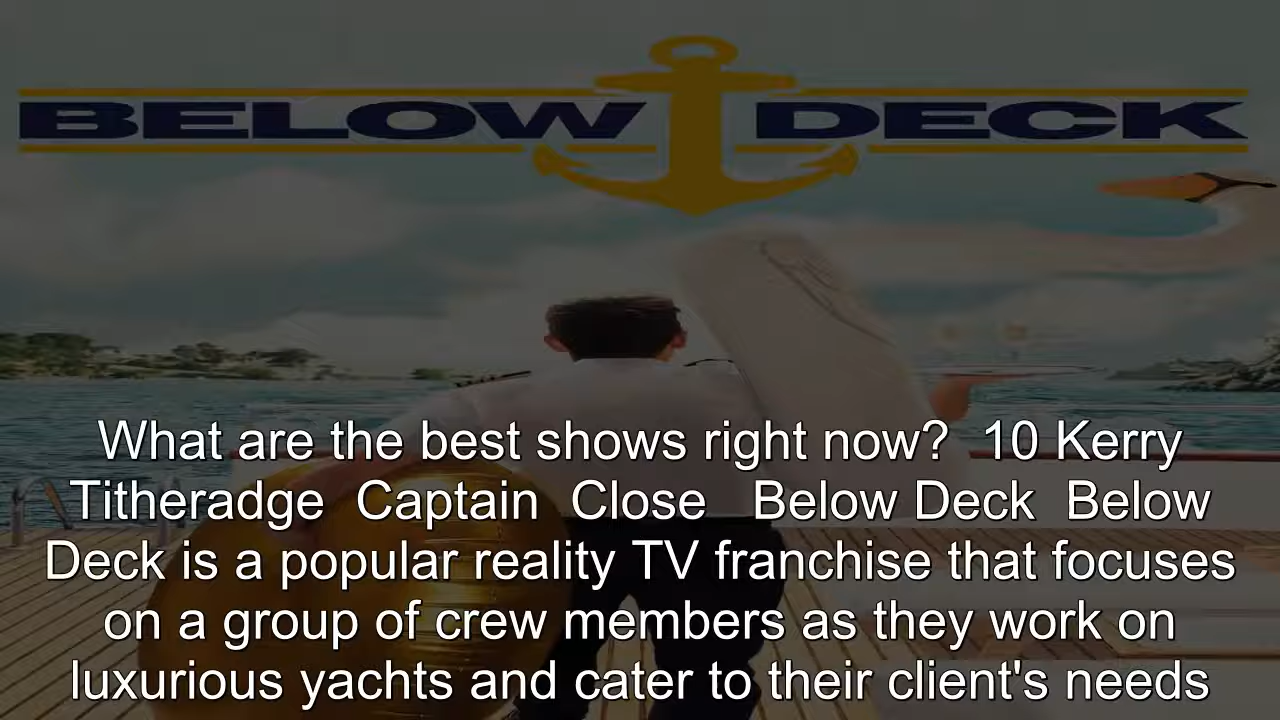 BELOW DECK
What are the best shows right now?  10 Kerry
Titheradge  Captain  Close   Below Deck  Below
Deck is a popular reality TV franchise that focuses
on a group of crew members as they work on
luxurious yachts and cater to their client's needs